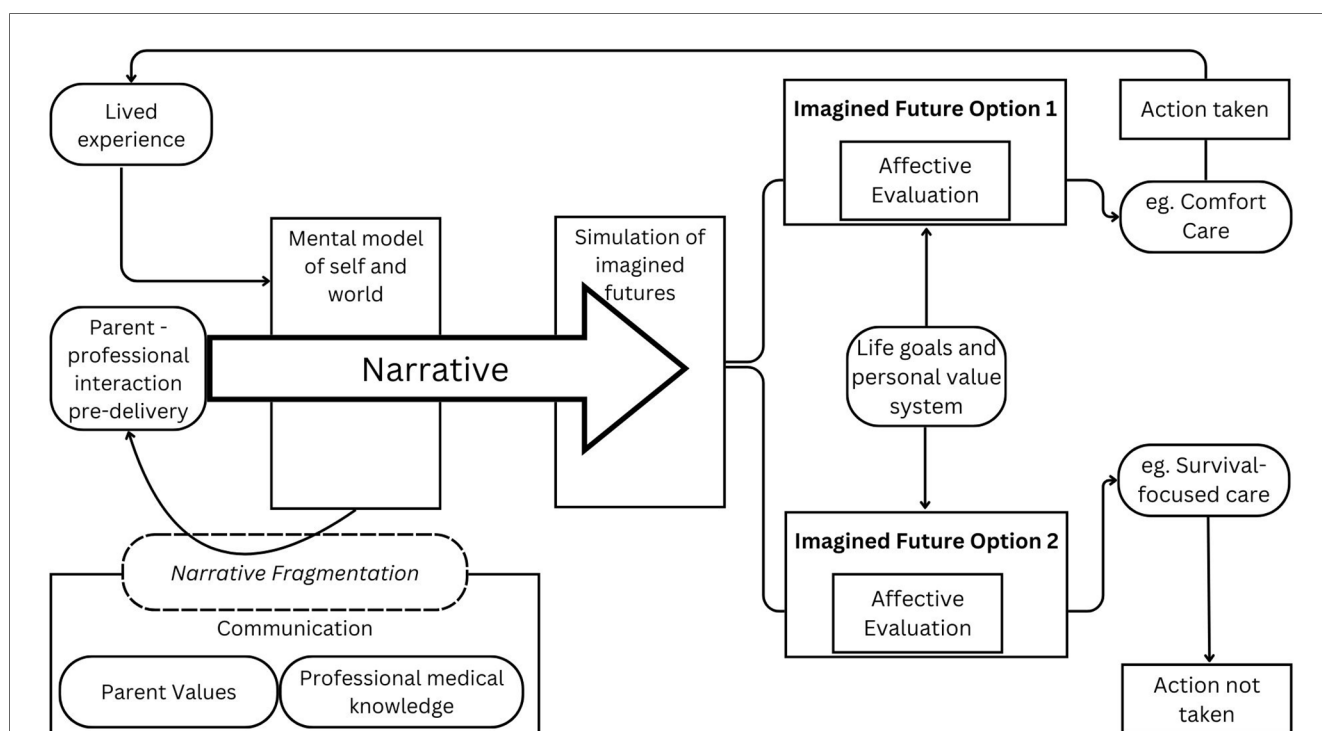 Lived
experience
Mental model
of self and
world
Parent -
professional
interaction
pre-delivery
Narrative
Simulation of
imagined
futures
Imagined Future Option 1
Affective
Evaluation
Action taken
eg. Comfort
Care
Life goals and
personal value
system
eg. Survival-
focused care
Imagined Future Option 2
Affective
Evaluation
Action not
taken
Narrative Fragmentation
Communication
Parent Values
Professional medical
knowledge